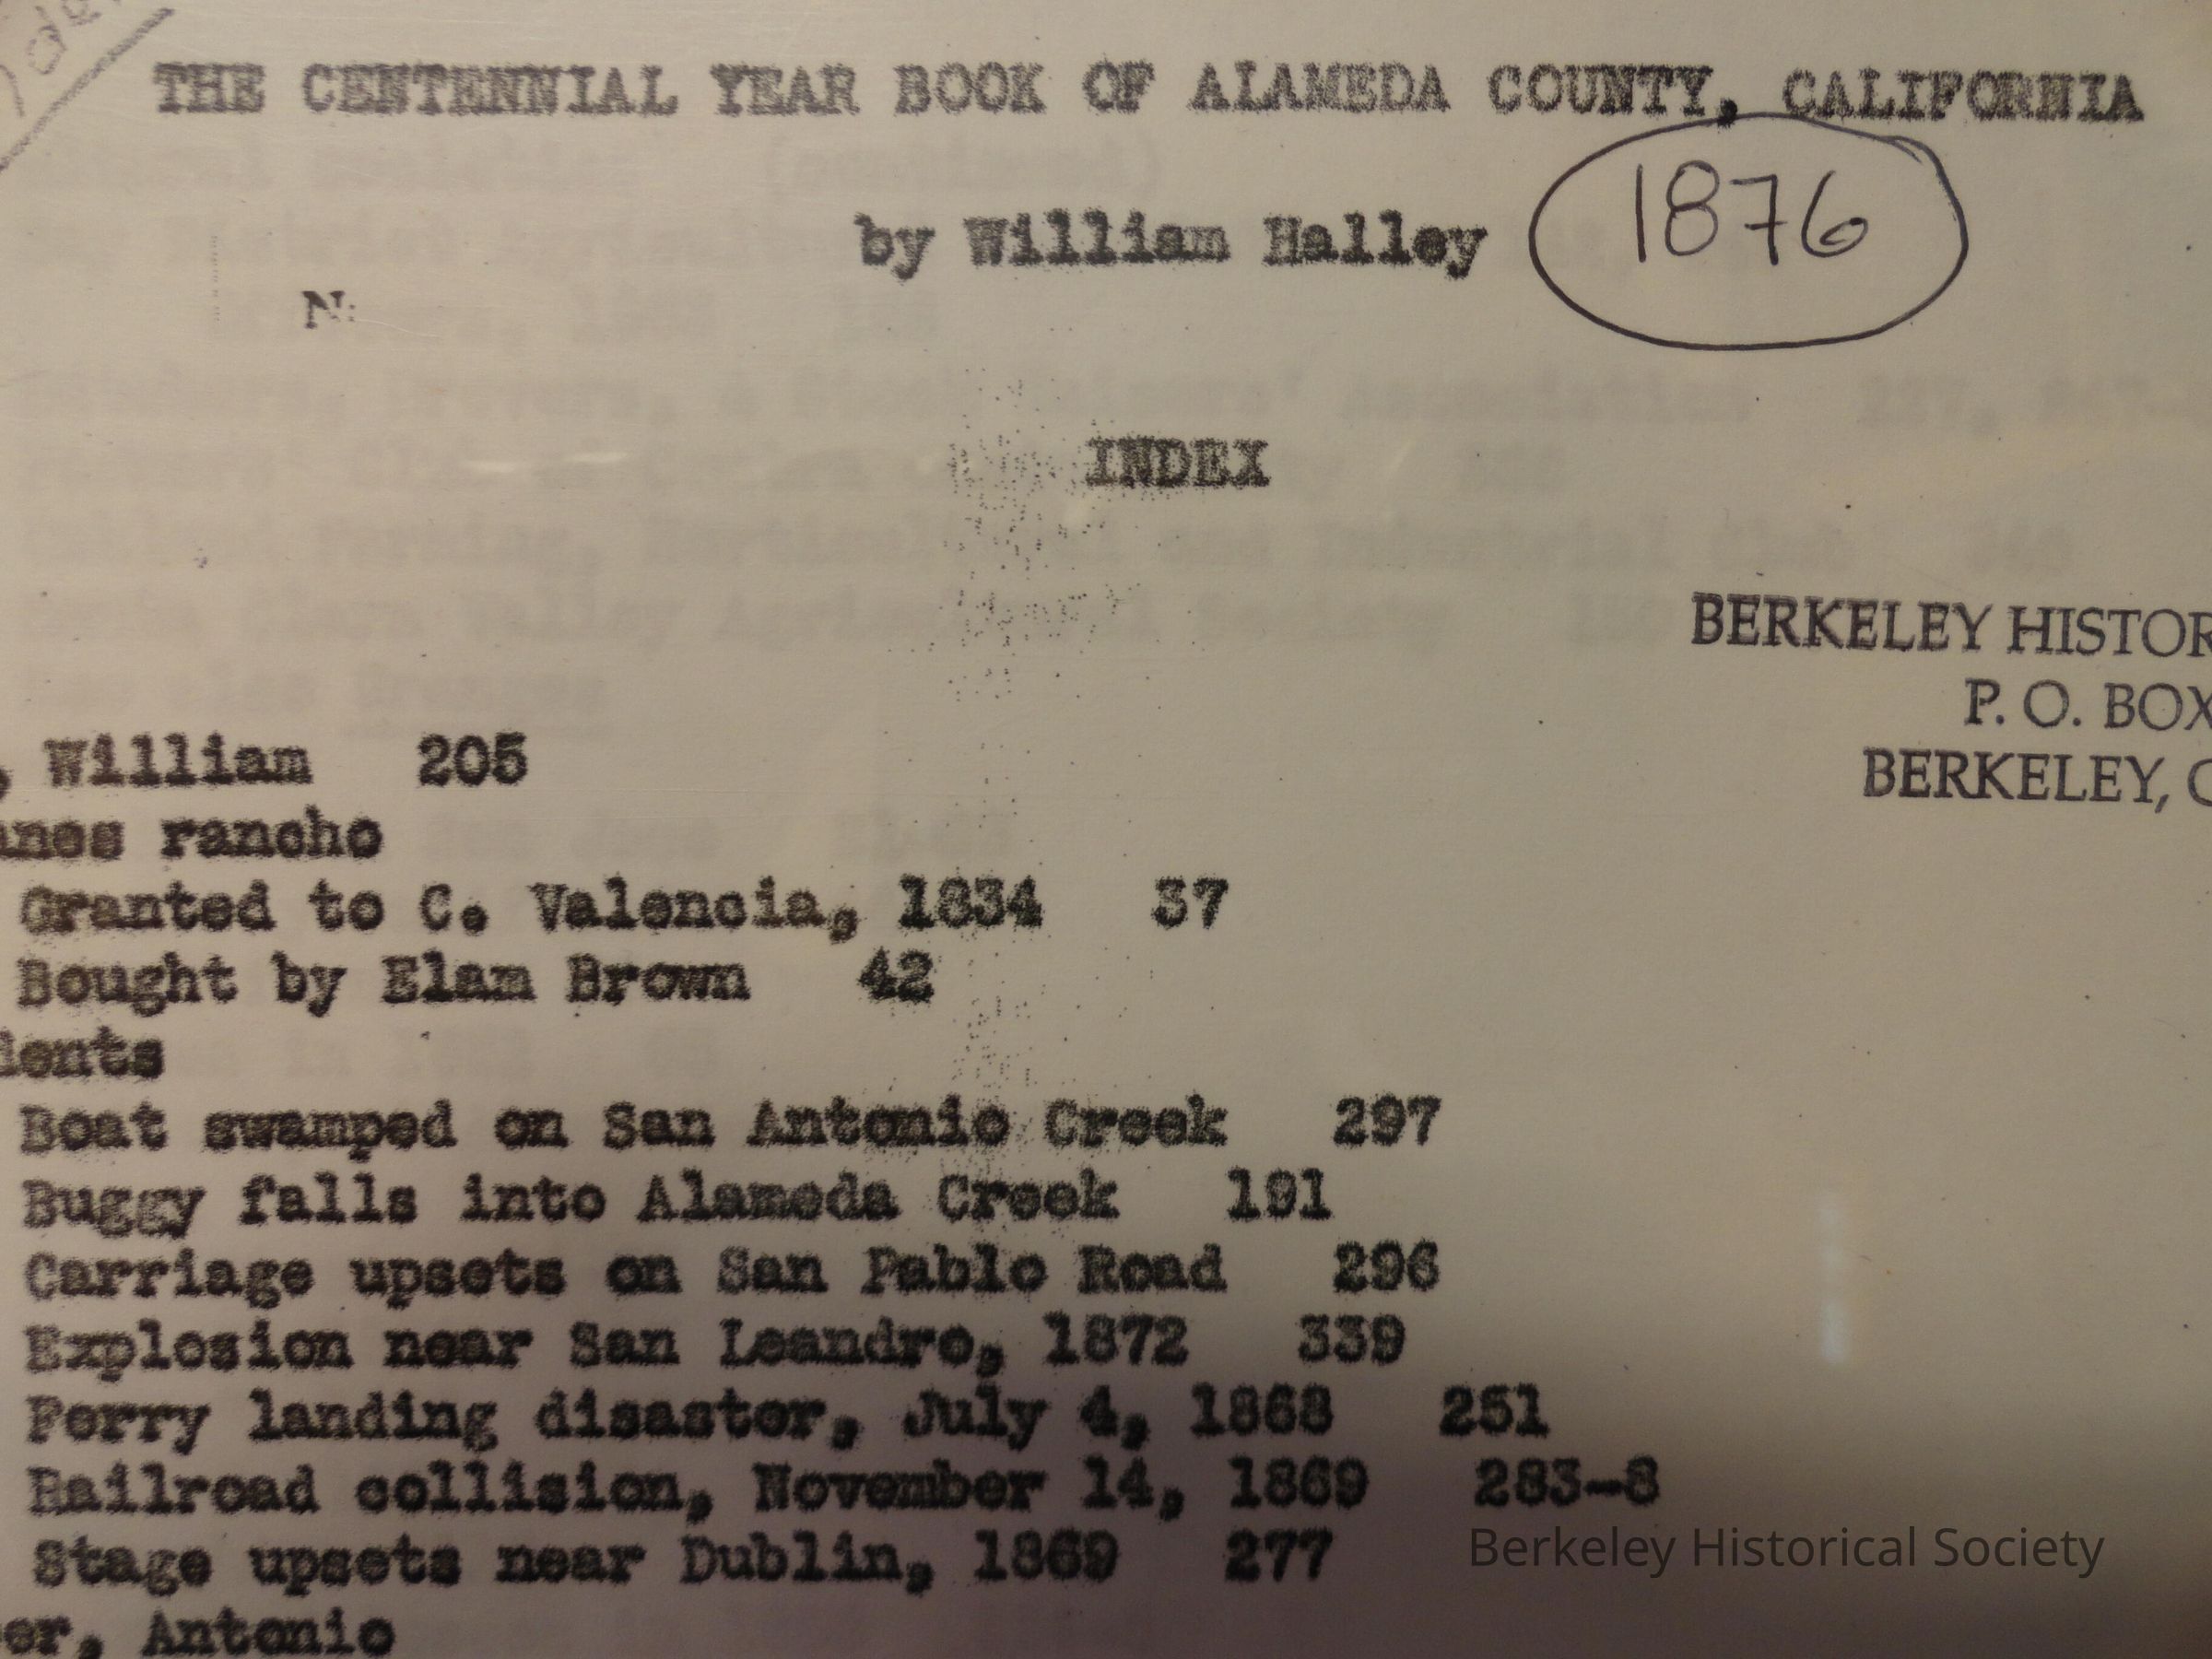 THE CENTENNIAL YEAR BOOK OF ALAMEDA COUNTY, CALIFORNIA
by William Halley
1876
N:
INDEX
BERKELEY HISTOR
P. O. BOX
BERKELEY, C
, William 205
anes rancho
Granted to C. Valencia, 1834 37
Bought by Elam Brown 42
dents
Boat swamped on San Antonio Creek 297
Buggy falls into Alameda Creek 191
Carriage upsets on San Pablo Road 296
Explosion near San Leandro, 1872 339
Ferry landing disaster, July 4, 1868 251
Railroad collision, November 14, 1869 283-8
Stage upsets near Dublin, 1869 277
Berkeley Historical Society
er, Antonio